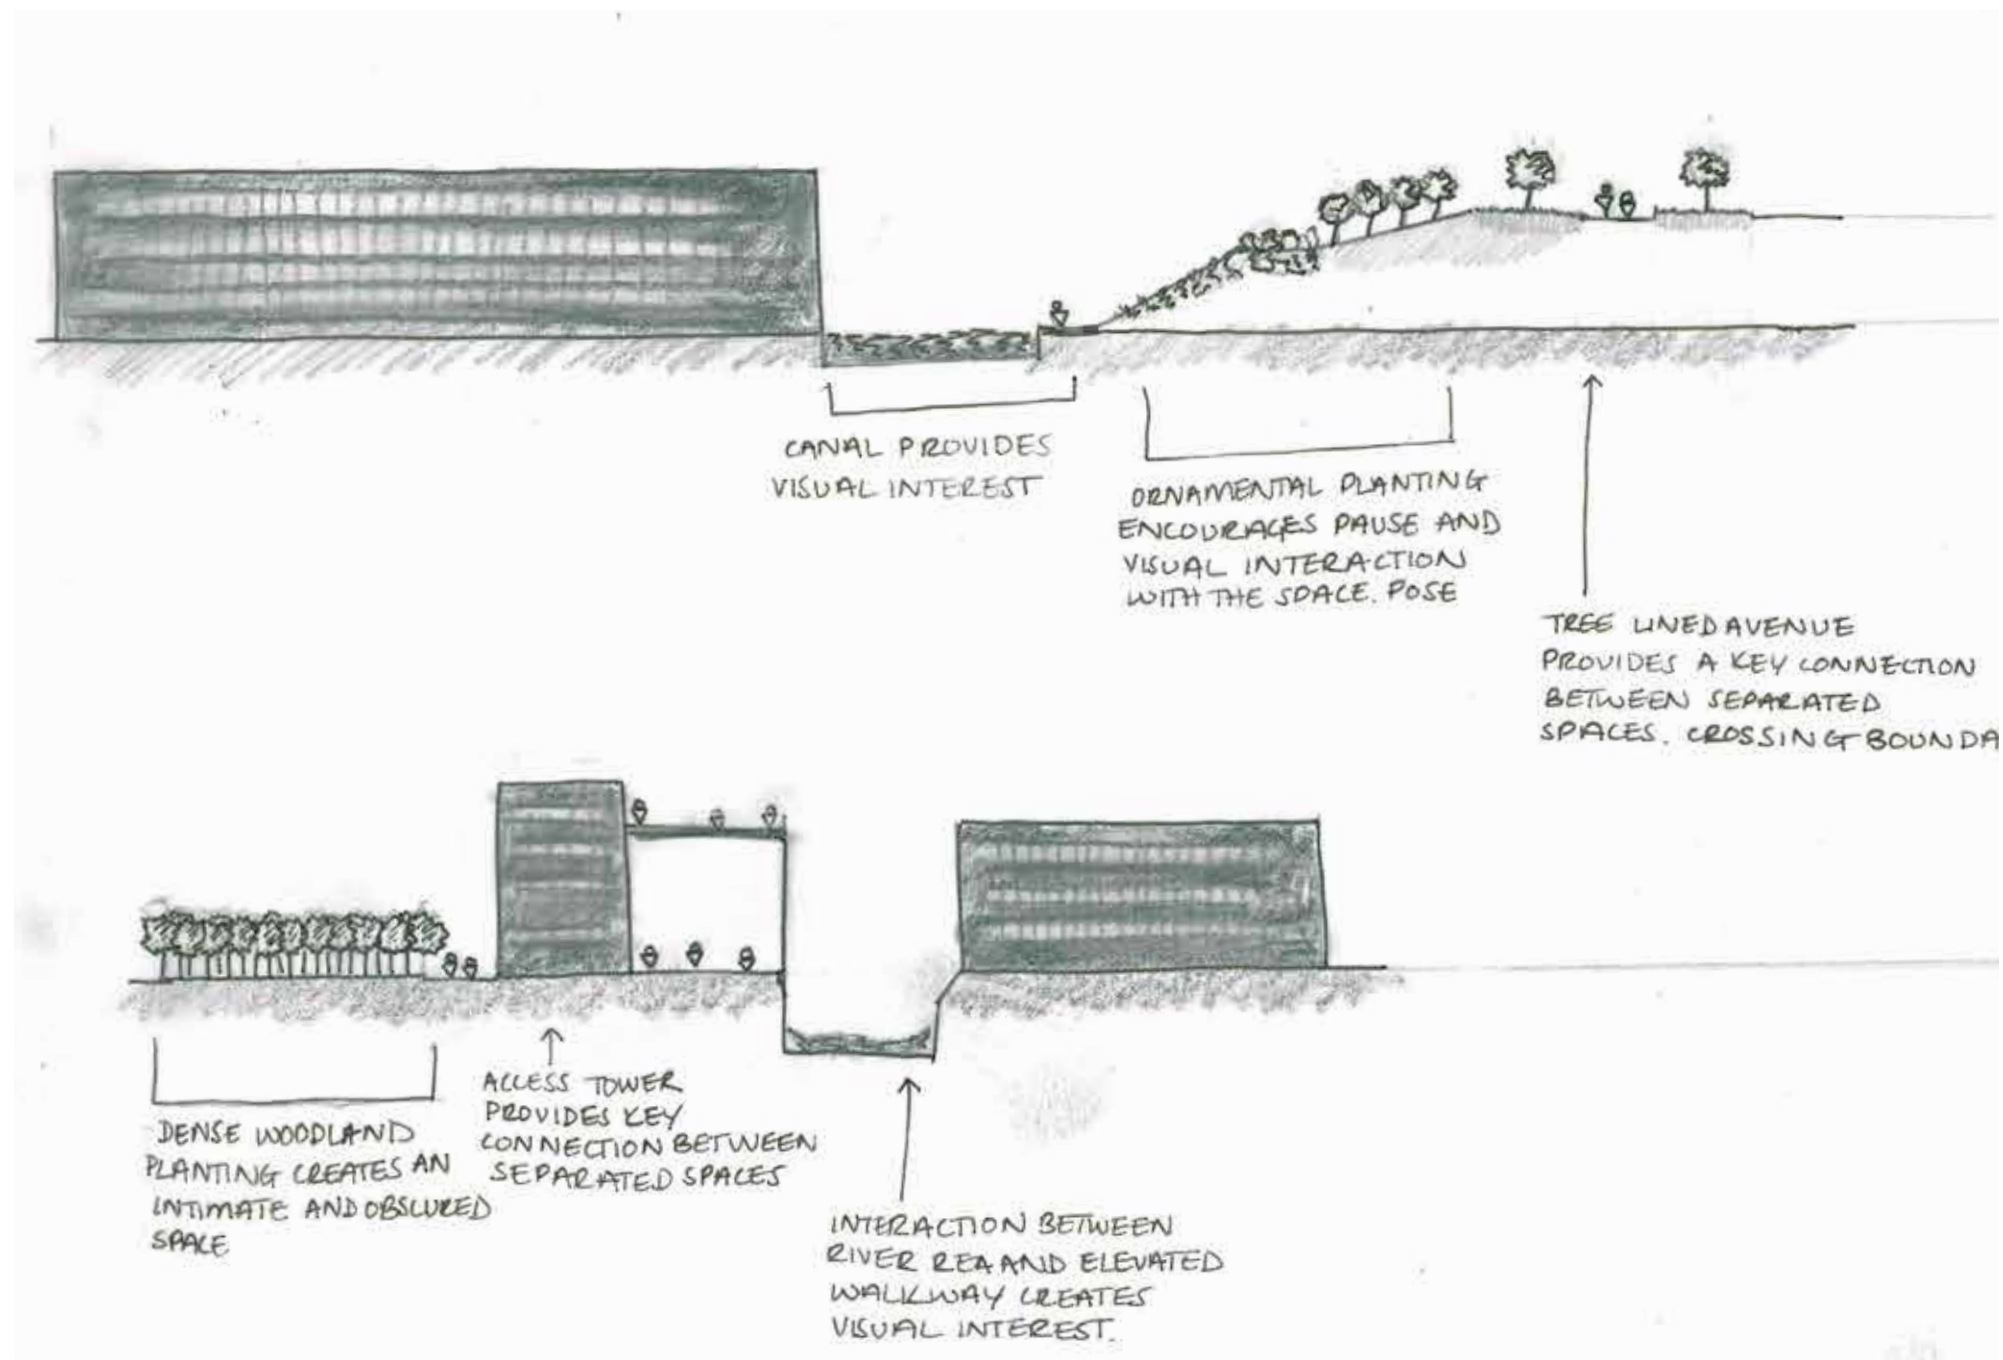 CANAL PROVIDES
VISUAL INTEREST
ORNAMENTAL PLANTING
ENCOURAGES PAUSE AND
VISUAL INTERACTION
WITH THE SPACE. POSE
TREE LINED AVENUE
PROVIDES A KEY CONNECTION
BETWEEN SEPARATED
SPACES. CROSSING BOUNDA
DENSE WOODLAND
PLANTING CREATES AN
INTIMATE AND OBSCURED
SPACE
ACCESS TOWER
PROVIDES KEY
CONNECTION BETWEEN
SEPARATED SPACES
INTERACTION BETWEEN
RIVER REA AND ELEVATED
WALKWAY CREATES
VISUAL INTEREST.